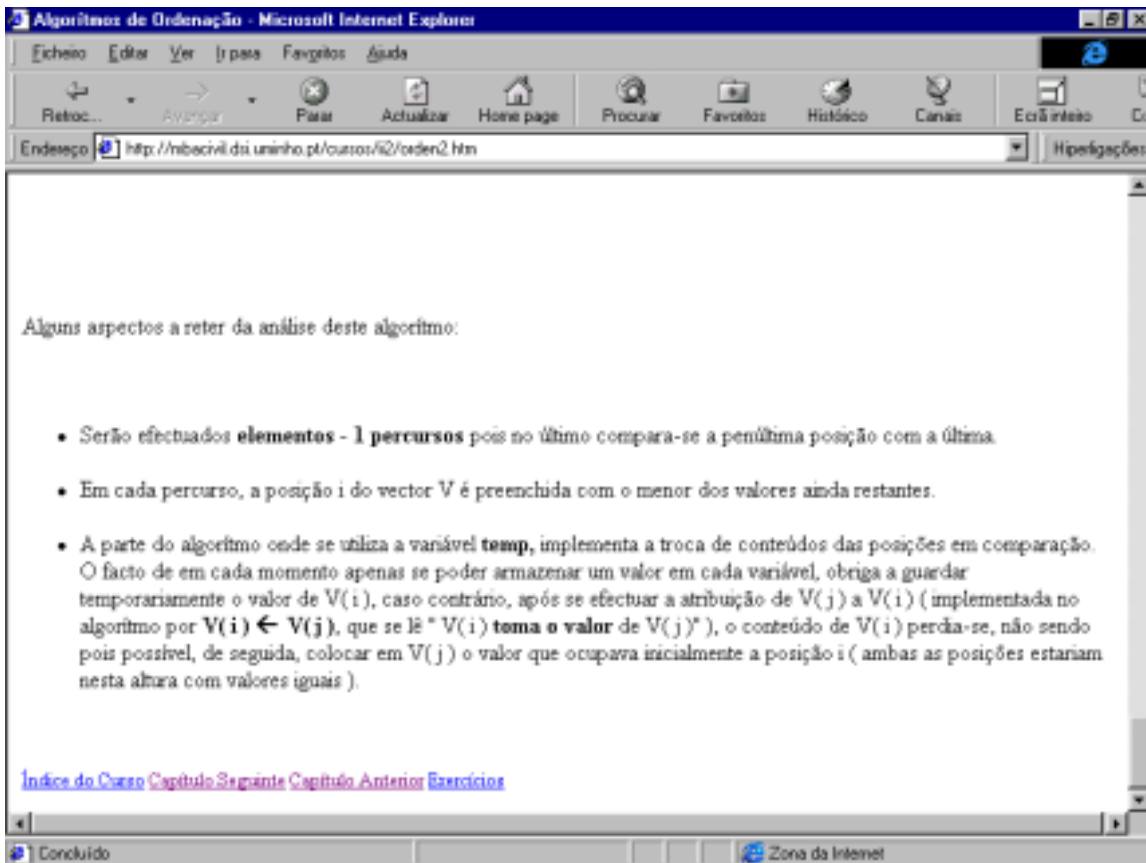 Algorítmos de Ordenação - Microsoft Internet Explorer
Ficheiro Editar Ver Ir para Favoritos Ajuda
Retroc... Avançar Parar Actualizar Home page Procurar Favoritos Histórico Canais Ecrã inteiro
Endereço http://mbacivil.dsi.uminho.pt/cursos/ii2/orden2.htm Hiperligações
Alguns aspectos a reter da análise deste algorítmo:
• Serão efectuados elementos - 1 percursos pois no último compara-se a penúltima posição com a última.
• Em cada percurso, a posição i do vector V é preenchida com o menor dos valores ainda restantes.
• A parte do algorítmo onde se utiliza a variável temp, implementa a troca de conteúdos das posições em comparação.
O facto de em cada momento apenas se poder armazenar um valor em cada variável, obriga a guardar
temporariamente o valor de V( i ), caso contrário, após se efectuar a atribuição de V( j ) a V( i ) ( implementada no
algorítmo por V( i ) ← V( j ), que se lê " V( i ) toma o valor de V( j )" ), o conteúdo de V( i ) perdia-se, não sendo
pois possível, de seguida, colocar em V( j ) o valor que ocupava inicialmente a posição i ( ambas as posições estariam
nesta altura com valores iguais ).
Índice do Curso Capítulo Seguinte Capítulo Anterior Exercícios
Concluído Zona da Internet